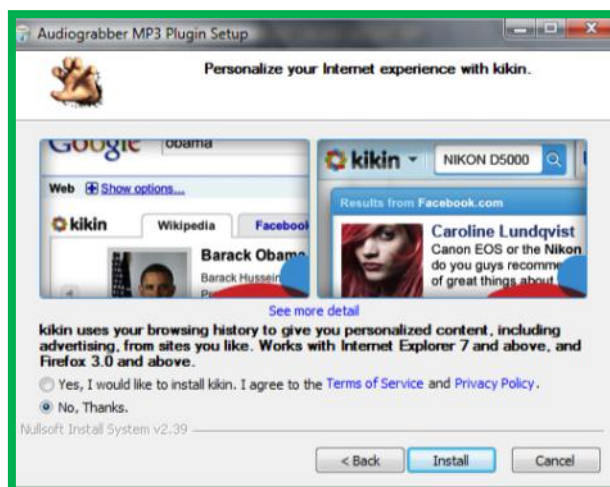 Audiograbber MP3 Plugin Setup
Personalize your Internet experience with kikin.
Google obama
Web Show options...
kikin Wikipedia Facebook
Barack Obama
Barack Hussein
kikin NIKON D5000
Results from Facebook.com
Caroline Lundqvist
Canon EOS or the Nikon
do you guys recomme
of great things about
See more detail
kikin uses your browsing history to give you personalized content, including
advertising, from sites you like. Works with Internet Explorer 7 and above, and
Firefox 3.0 and above.
Yes, I would like to install kikin. I agree to the Terms of Service and Privacy Policy.
No, Thanks.
Nullsoft Install System v2.39
< Back Install Cancel